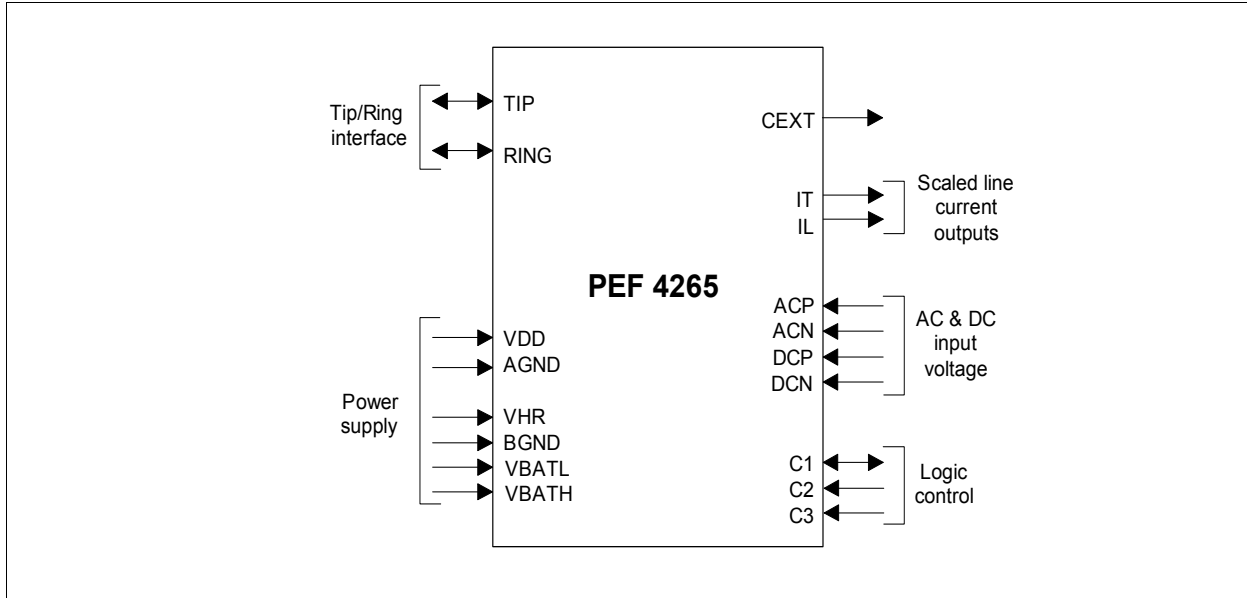 Tip/Ring
interface
TIP
RING
Power
supply
VDD
AGND
VHR
BGND
VBATL
VBATH
PEF 4265
CEXT
IT
IL
Scaled line
current
outputs
ACP
ACN
DCP
DCN
AC & DC
input
voltage
C1
C2
C3
Logic
control